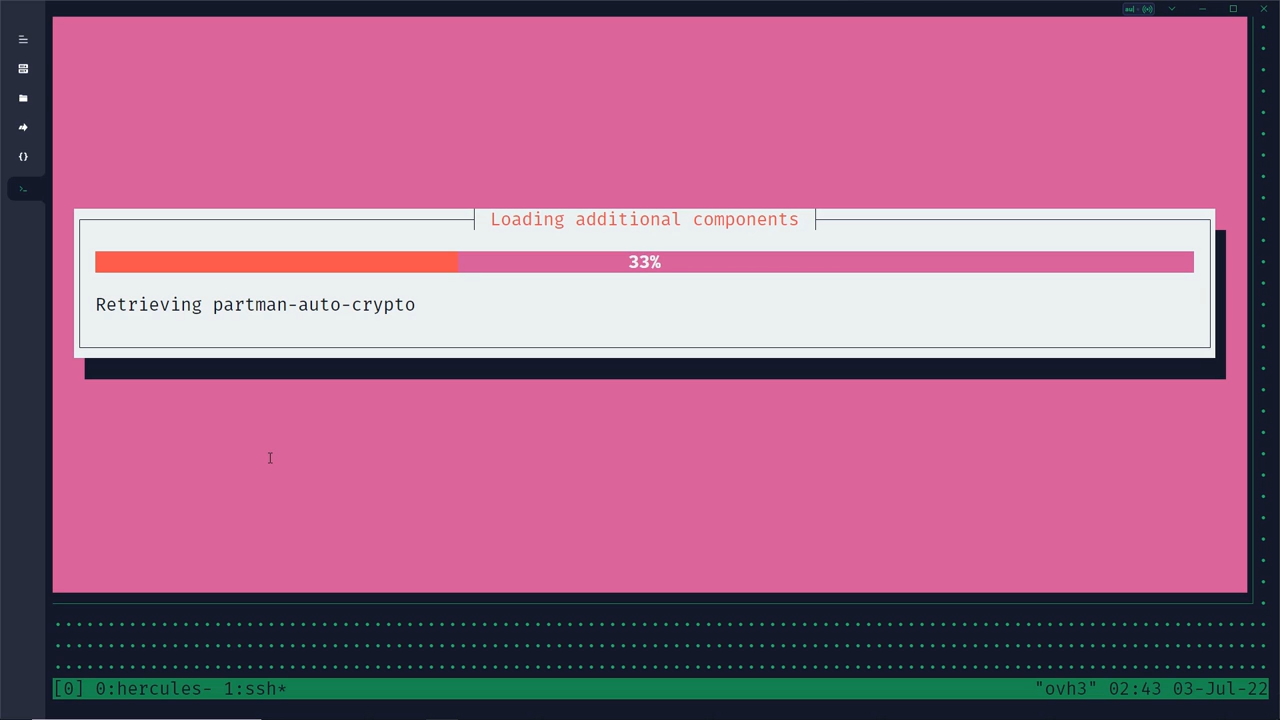 Loading additional components
33%
Retrieving partman-auto-crypto
[0] 0:hercules- 1:ssh* "ovh3" 02:43 03-Jul-22